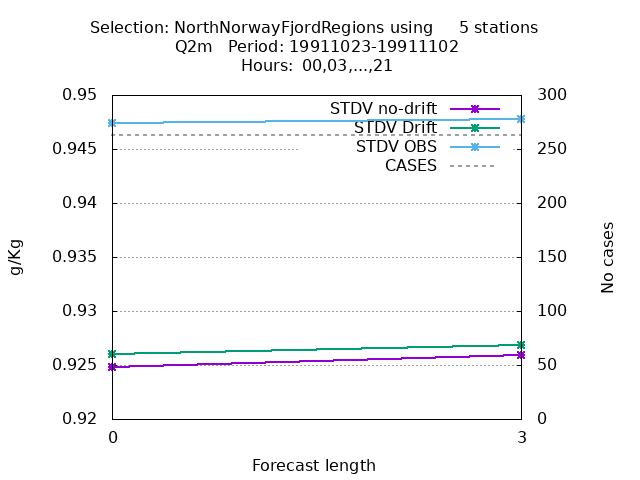 Selection: NorthNorwayFjordRegions using     5 stations
Q2m   Period: 19911023-19911102
Hours:  00,03,...,21
0.95
0.945
0.94
0.935
0.93
0.925
0.92
300
250
200
150
100
50
0
STDV no-drift
STDV Drift
STDV OBS
CASES
g/Kg
No cases
0
3
Forecast length